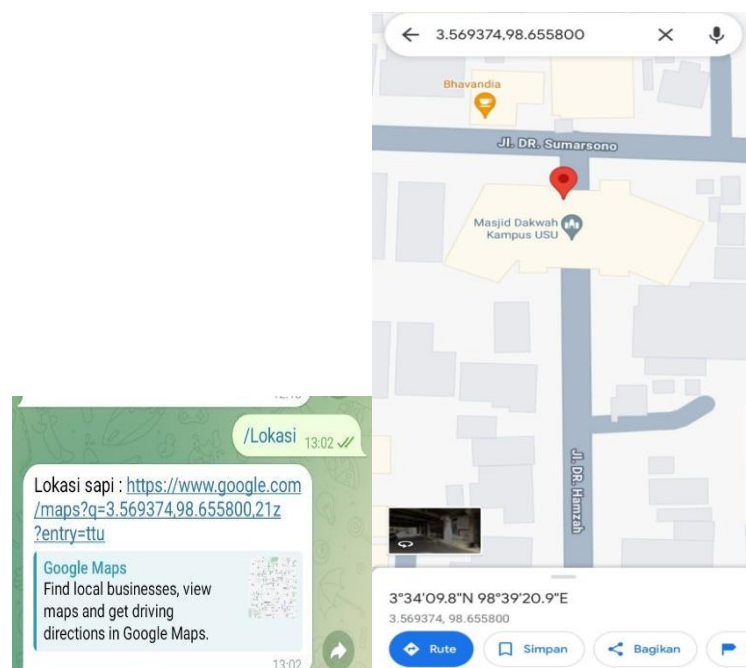 /Lokasi 13:02
Lokasi sapi : https://www.google.com
/maps?q=3.569374,98.655800,21z
?entry=ttu
Google Maps
Find local businesses, view
maps and get driving
directions in Google Maps.
13:02
3.569374,98.655800
Bhavandia
Jl. DR. Sumarsono
Masjid Dakwah
Kampus USU
Jl. DR. Hamzah
3°34'09.8"N 98°39'20.9"E
3.569374, 98.655800
Rute
Simpan
Bagikan